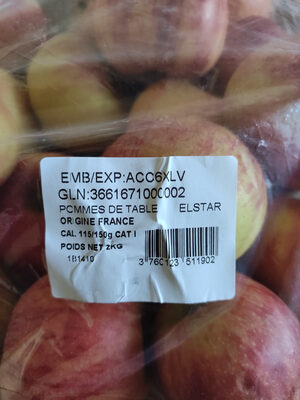 EMB/EXP:ACC6XLV
GLN:3661671000002
POMMES DE TABLE ELSTAR
ORIGINE FRANCE
CAL 115/150g CAT I
POIDS NET 2KG
1B1410
3 760123 511902